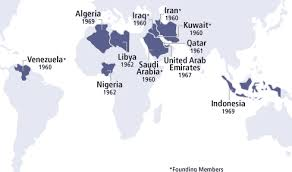 Algeria
1969
Iraq*
1960
Iran*
1960
Kuwait*
1960
Qatar
1961
Venezuela*
1960
Libya
1962
Saudi
Arabia*
1960
United Arab
Emirates
1967
Nigeria
1962
Indonesia
1969
*Founding Members